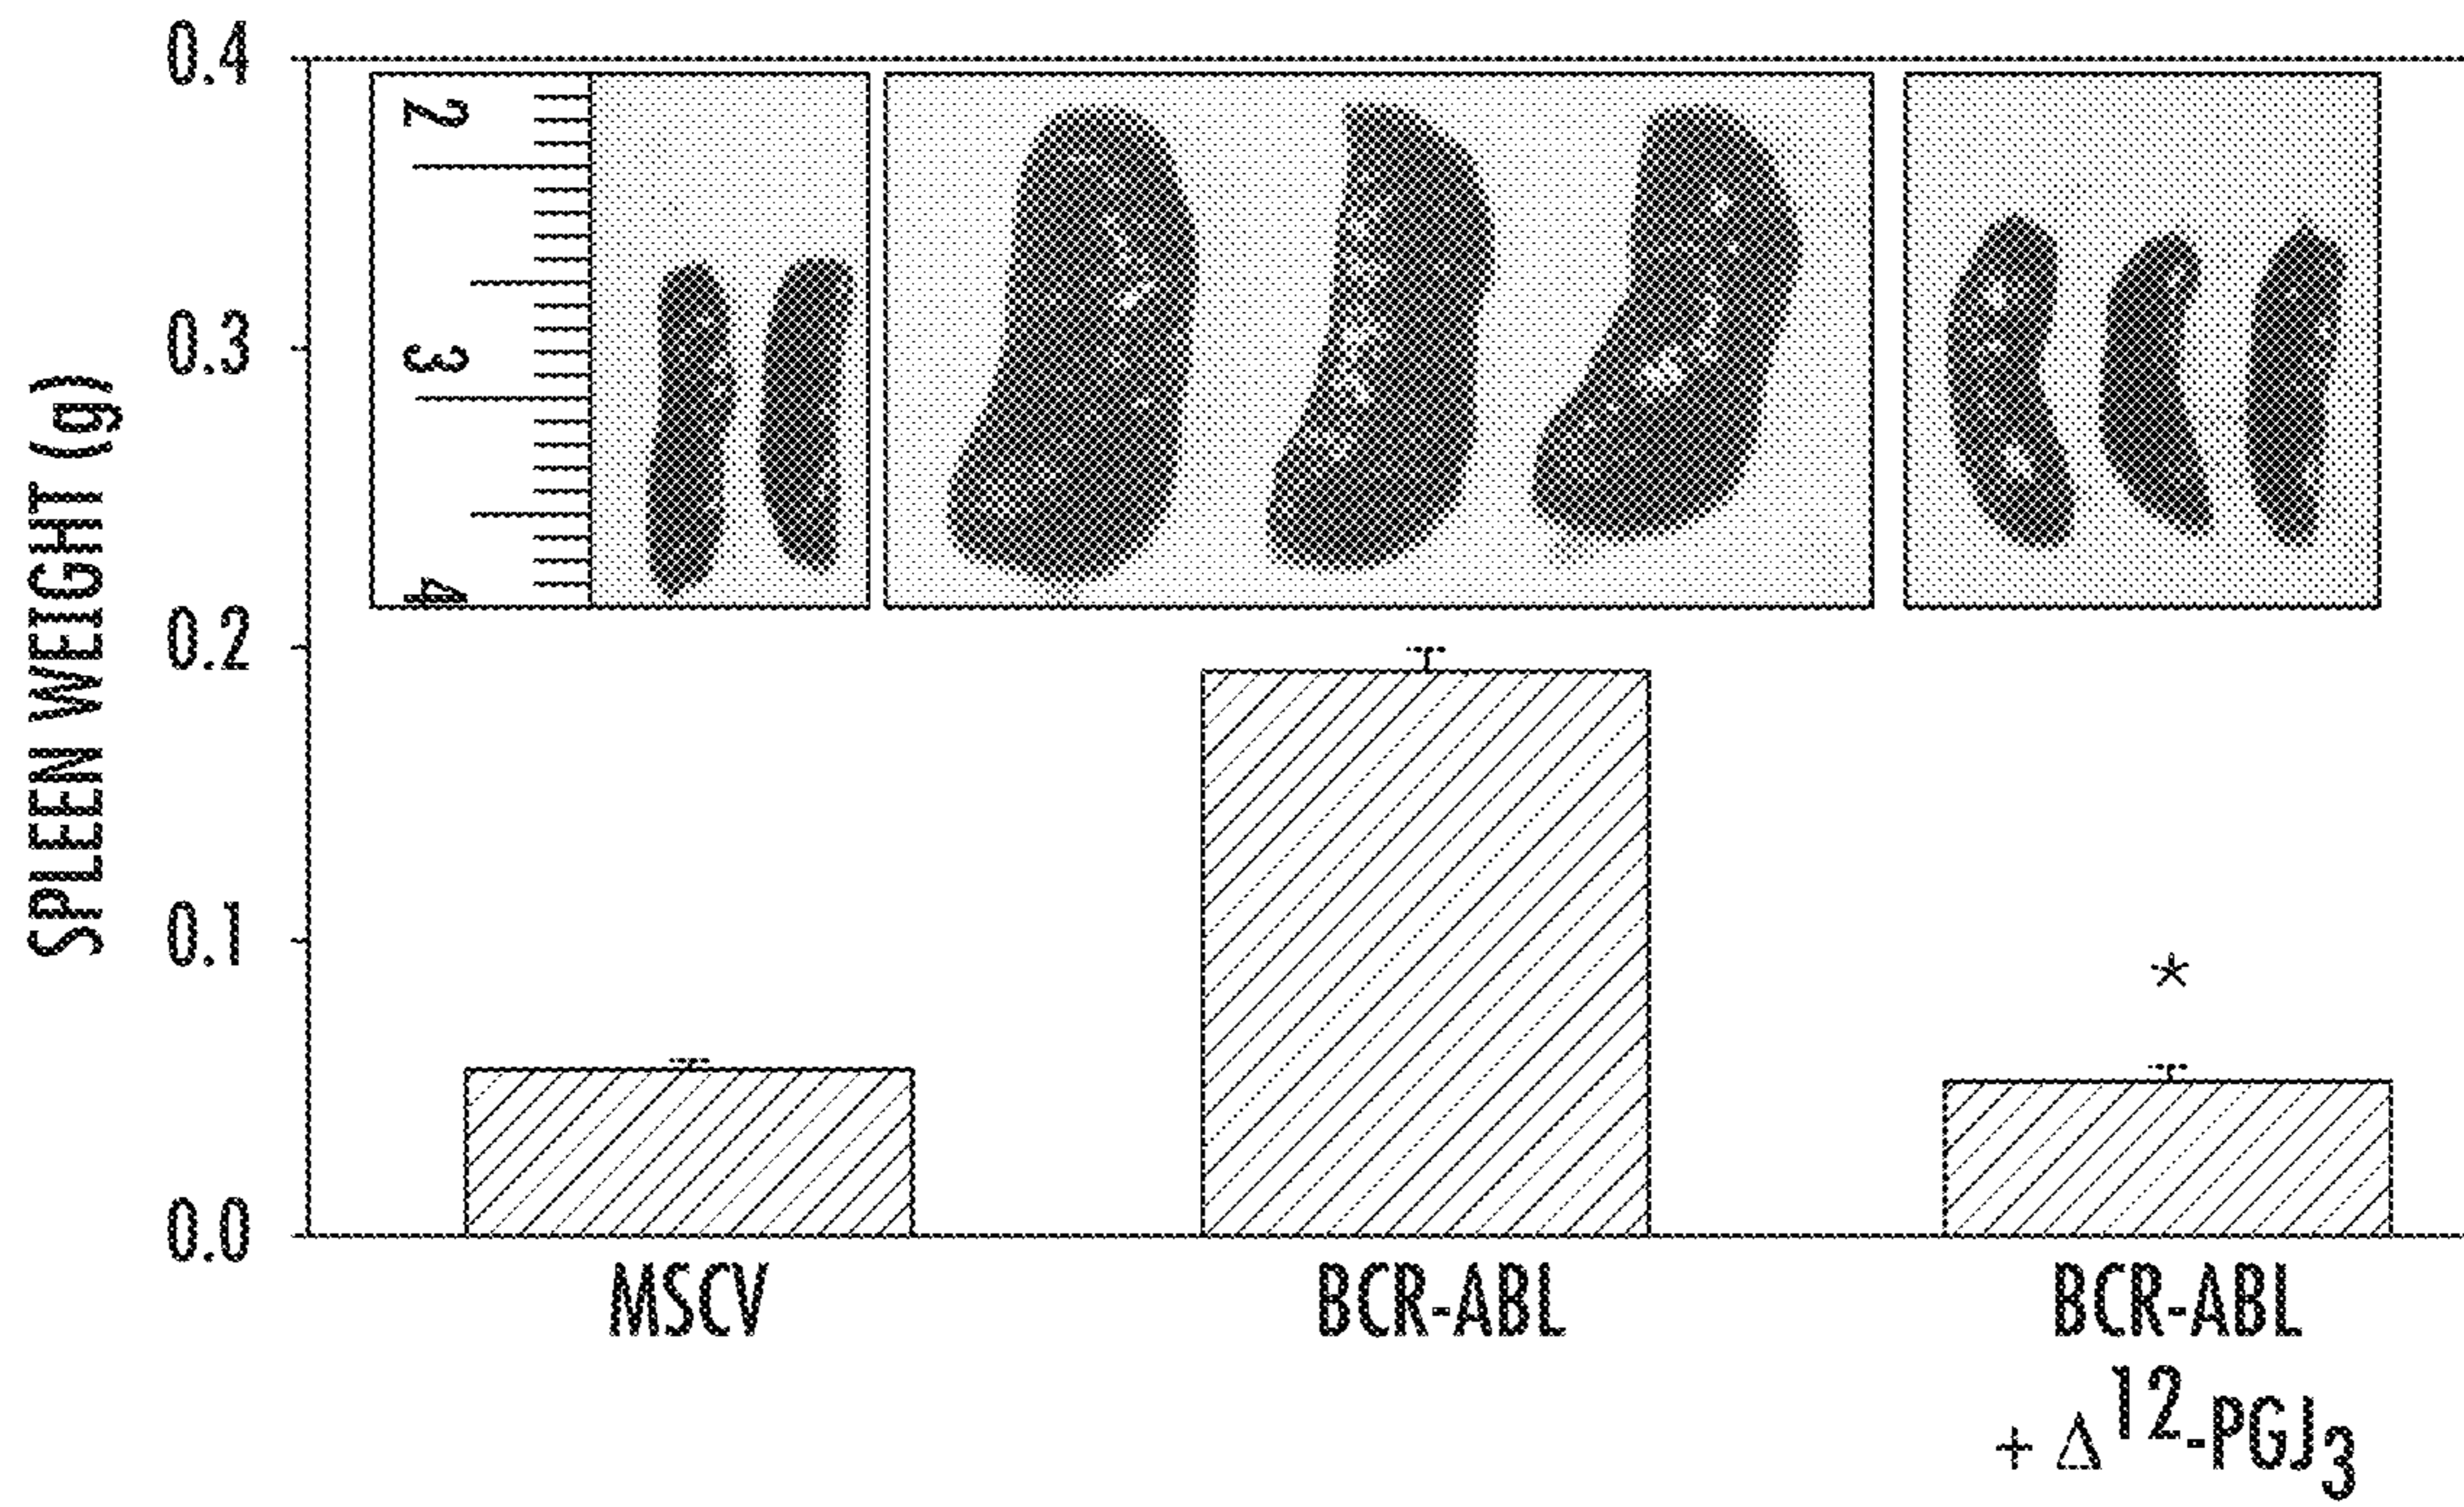 SPLEEN WEIGHT (g)
0.4
0.3
0.2
0.1
0.0
2
3
4
*
MSCV
BCR-ABL
BCR-ABL
+ Δ¹²-PGJ₃